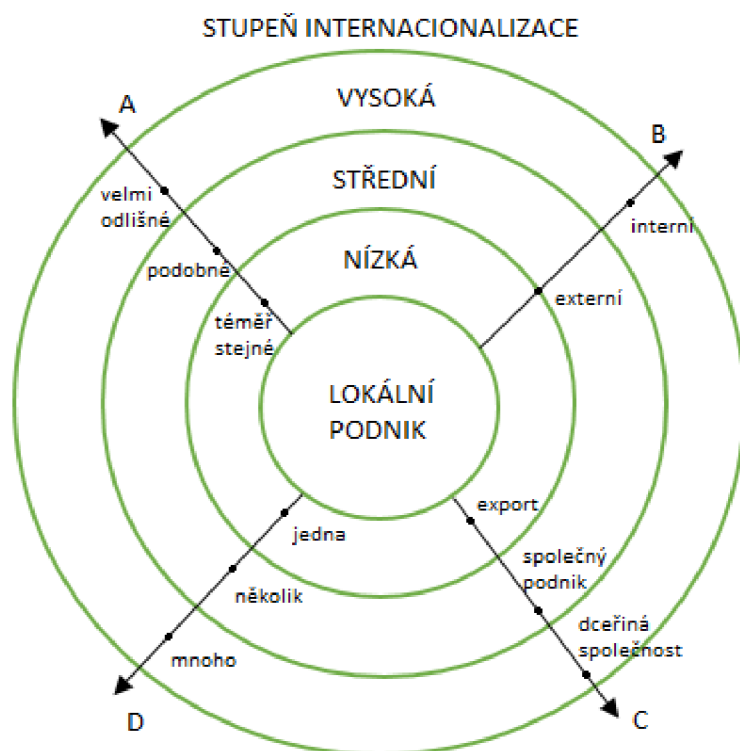 STUPEŇ INTERNACIONALIZACE
VYSOKÁ
A
B
STŘEDNÍ
velmi
odlišné
interní
NÍZKÁ
podobné
externí
téměř
stejné
LOKÁLNÍ
PODNIK
export
jedna
společný
podnik
několik
dceřiná
společnost
mnoho
D
C